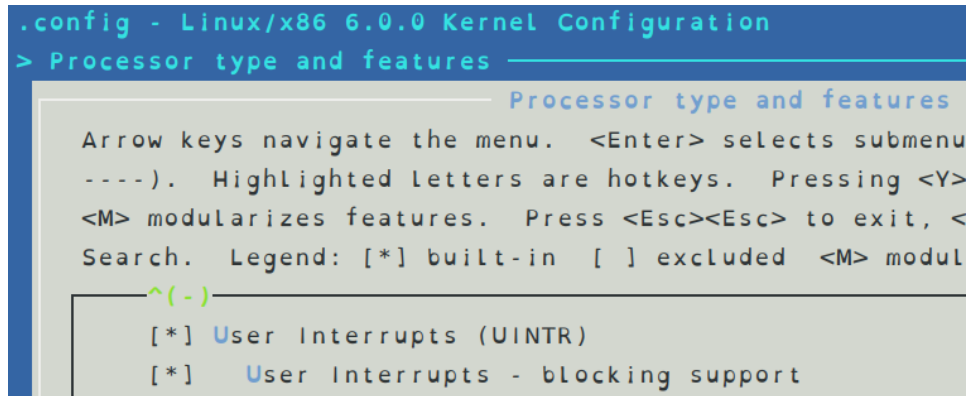 .config - Linux/x86 6.0.0 Kernel Configuration
> Processor type and features
Processor type and features
Arrow keys navigate the menu.  <Enter> selects submenu
----).  Highlighted letters are hotkeys.  Pressing <Y>
<M> modularizes features.  Press <Esc><Esc> to exit, <
Search.  Legend: [*] built-in  [ ] excluded  <M> modul
^(-)
[*] User Interrupts (UINTR)
[*]   User Interrupts - blocking support